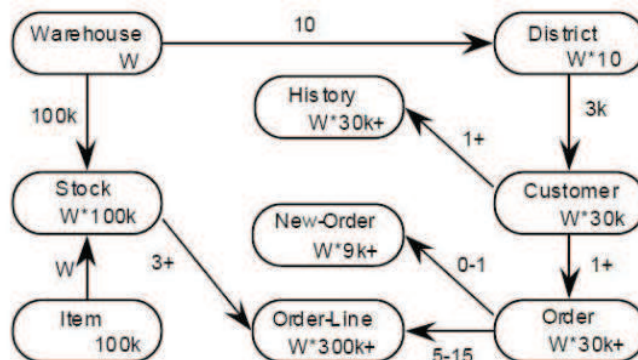 Warehouse
W
10
District
W*10
100k
History
W*30k+
3k
1+
Stock
W*100k
Customer
W*30k
New-Order
W*9k+
W
3+
0-1
1+
Item
100k
Order-Line
W*300k+
5-15
Order
W*30k+